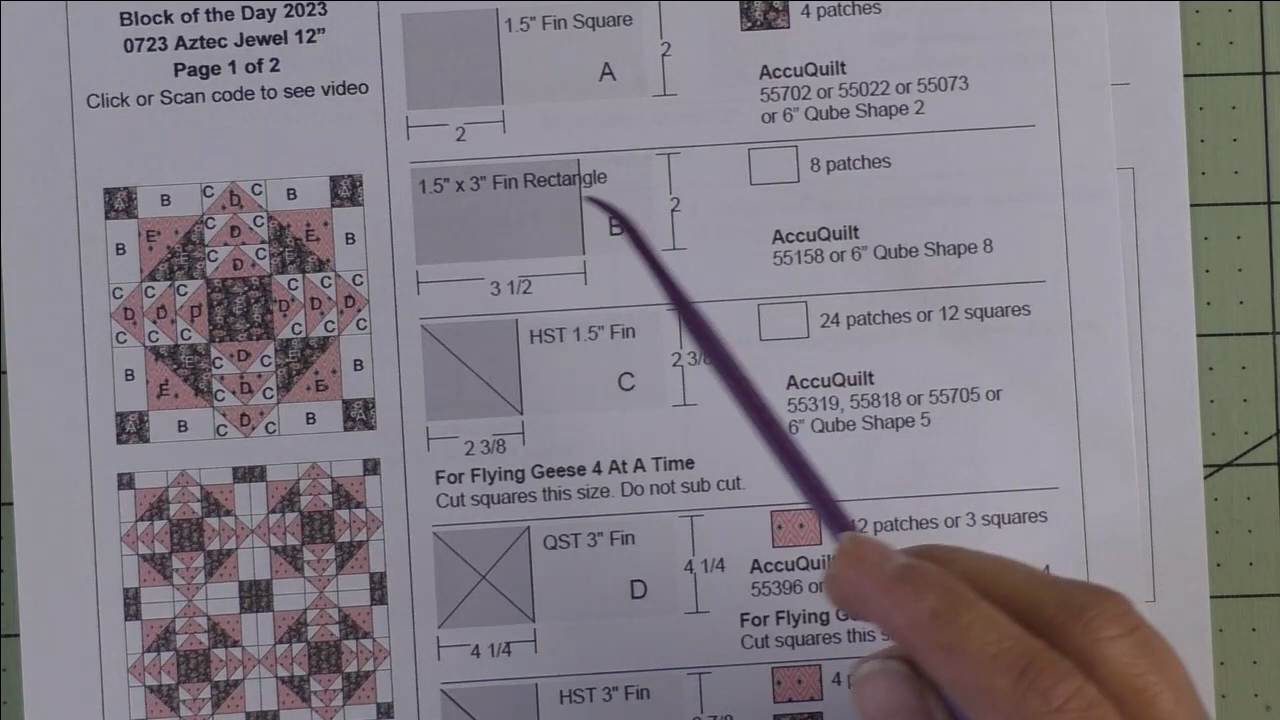 Block of the Day 2023
0723 Aztec Jewel 12"
Page 1 of 2
Click or Scan code to see video
1.5" Fin Square
A
2
2
4 patches
AccuQuilt
55702 or 55022 or 55073
or 6" Qube Shape 2
1.5" x 3" Fin Rectangle
B
2
3 1/2
8 patches
AccuQuilt
55158 or 6" Qube Shape 8
HST 1.5" Fin
C
2 3/8
2 3/8
24 patches or 12 squares
AccuQuilt
55319, 55818 or 55705 or
6" Qube Shape 5
For Flying Geese 4 At A Time
Cut squares this size. Do not sub cut.
QST 3" Fin
D
4 1/4
4 1/4
12 patches or 3 squares
AccuQuilt
55396 or
For Flying
Cut squares this
HST 3" Fin
4
A B C D C B A
E C D C E
B C D C B
E C D C E
C C C C C C
D D D D D D
C C C C C C
E C D C E
B C D C B
E C D C E
A B C D C B A